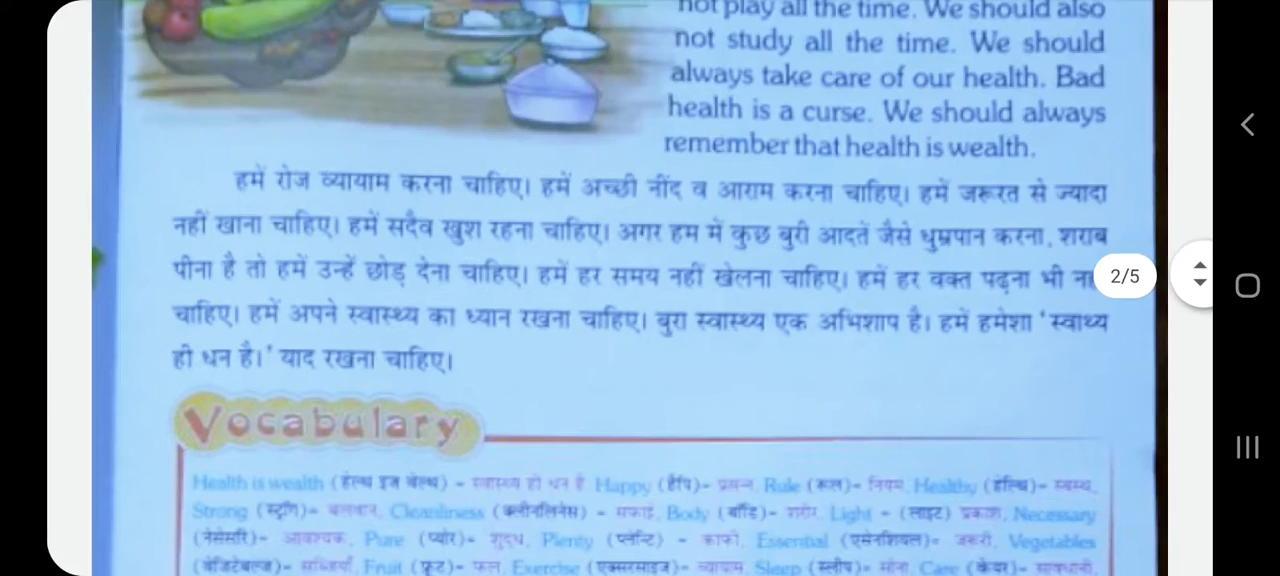 not play all the time. We should also
not study all the time. We should
always take care of our health. Bad
health is a curse. We should always
remember that health is wealth.
हमें रोज व्यायाम करना चाहिए। हमें अच्छी नींद व आराम करना चाहिए। हमें जरूरत से ज्यादा
नहीं खाना चाहिए। हमें सदैव खुश रहना चाहिए। अगर हम में कुछ बुरी आदतें जैसे धुम्रपान करना, शराब
पीना है तो हमें उन्हें छोड़ देना चाहिए। हमें हर समय नहीं खेलना चाहिए। हमें हर वक्त पढ़ना भी
2/5
चाहिए। हमें अपने स्वास्थ्य का ध्यान रखना चाहिए। बुरा स्वास्थ्य एक अभिशाप है। हमें हमेशा 'स्वाथ्य
ही धन है।' याद रखना चाहिए।
Vocabulary
Health is wealth (हेल्थ इज वेल्थ) - स्वास्थ्य ही धन है, Happy (हैपि)- प्रसन्न, Rule (रूल)- नियम, Healthy (हेल्थि)- स्वस्थ,
Strong (स्ट्रौंग)- बलवान, Cleanliness (क्लीनलिनेस) - सफाई, Body (बॉडि)- शरीर, Light - (लाइट) प्रकाश, Necessary
(नेसेसरि)- आवश्यक, Pure (प्योर)- शुद्ध, Plenty (प्लेन्टि) - काफी, Essential (एसेनशियल)- जरूरी, Vegetables
(वेजिटेबल्ज)- सब्जियाँ, Fruit (फ्रूट)- फल, Exercise (एक्सरसाइज)- व्यायाम, Sleep (स्लीप)- सोना, Care (केयर)- सावधानी,